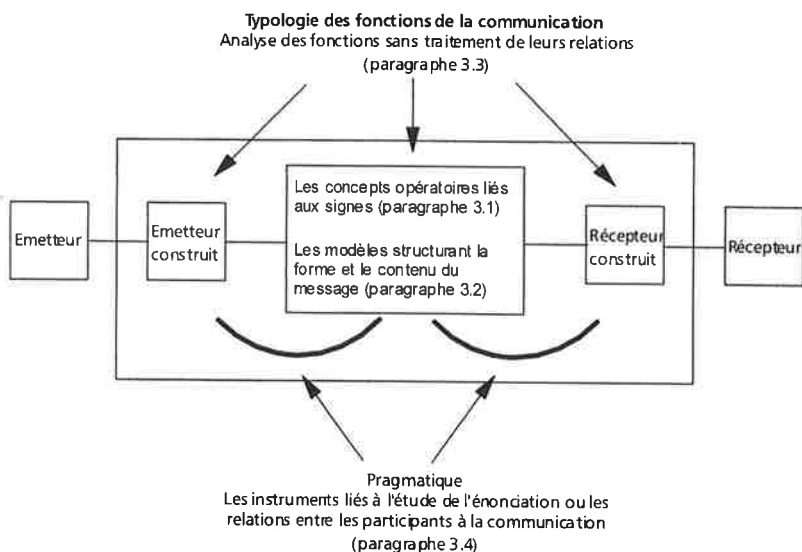 Typologie des fonctions de la communication
Analyse des fonctions sans traitement de leurs relations
(paragraphe 3.3)
Emetteur
Emetteur
construit
Les concepts opératoires liés
aux signes (paragraphe 3.1)
Les modèles structurant la
forme et le contenu du
message (paragraphe 3.2)
Récepteur
construit
Récepteur
Pragmatique
Les instruments liés à l'étude de l'énonciation ou les
relations entre les participants à la communication
(paragraphe 3.4)